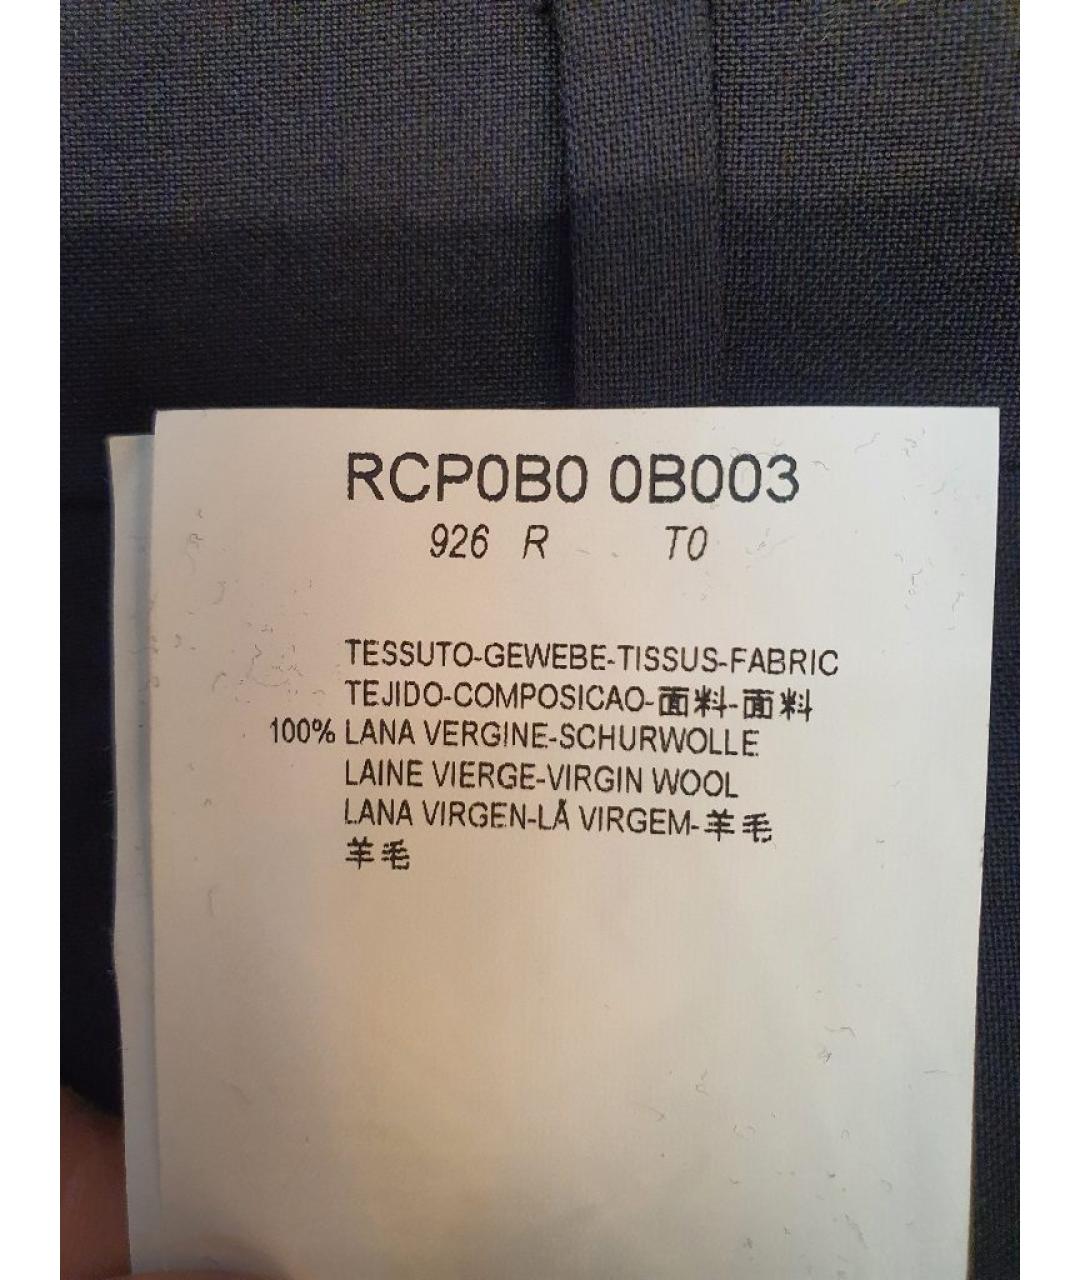 RCP0B0 0B003
926 R T0
TESSUTO-GEWEBE-TISSUS-FABRIC
TEJIDO-COMPOSICAO-面料-面料
100% LANA VERGINE-SCHURWOLLE
LAINE VIERGE-VIRGIN WOOL
LANA VIRGEN-LÃ VIRGEM-羊毛
羊毛